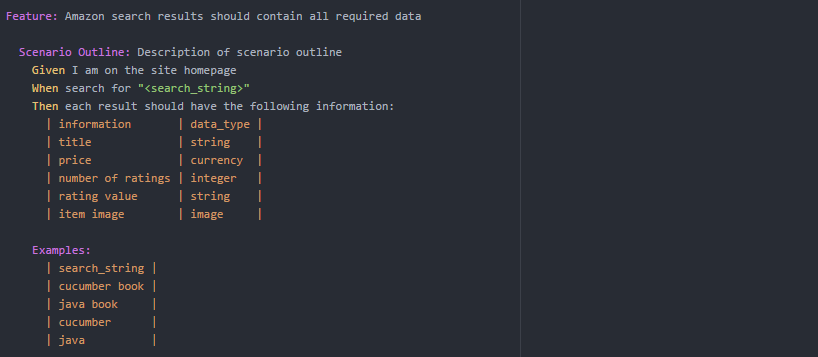 Feature: Amazon search results should contain all required data
Scenario Outline: Description of scenario outline
Given I am on the site homepage
When search for "<search_string>"
Then each result should have the following information:
| information | data_type |
| title | string |
| price | currency |
| number of ratings | integer |
| rating value | string |
| item image | image |
Examples:
| search_string |
| cucumber book |
| java book |
| cucumber |
| java |